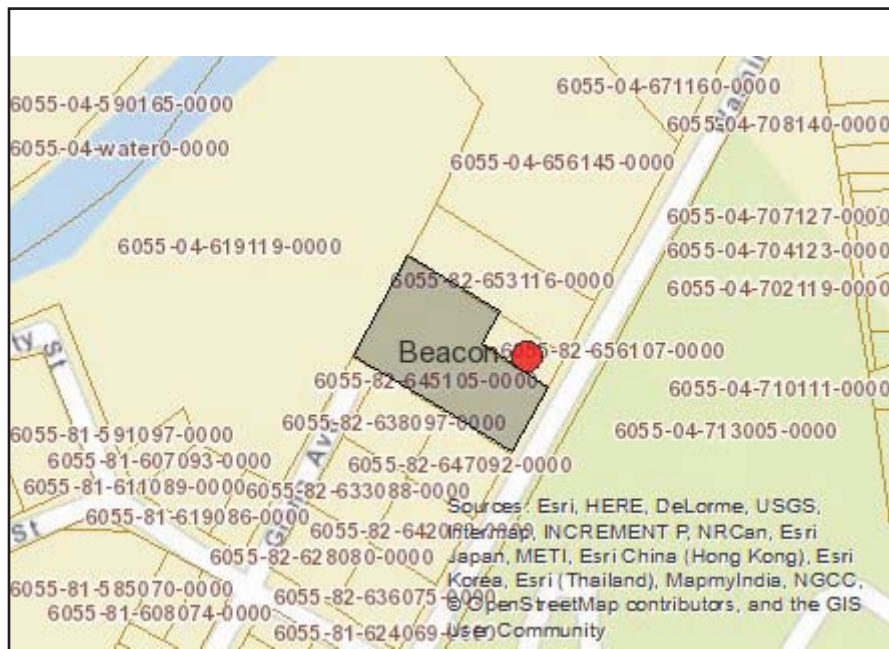 6055-04-671160-0000
6055-04-590165-0000
6055-04-708140-0000
6055-04-water0-0000
6055-04-656145-0000
6055-04-707127-0000
6055-04-619119-0000
6055-04-704123-0000
6055-82-653116-0000
6055-04-702119-0000
ty St
Beacon
6055-82-656107-0000
6055-82-645105-0000
6055-04-710111-0000
6055-82-638097-0000
6055-04-713005-0000
6055-81-591097-0000
6055-81-607093-0000
6055-82-647092-0000
6055-81-611089-0000
6055-82-633088-0000
6055-81-619086-0000
St
6055-82-628080-0000
6055-81-585070-0000
6055-82-636075-0000
6055-81-608074-0000
Sources: Esri, HERE, DeLorme, USGS,
Intermap, INCREMENT P, NRCan, Esri
Japan, METI, Esri China (Hong Kong), Esri
Korea, Esri (Thailand), MapmyIndia, NGCC,
© OpenStreetMap contributors, and the GIS
User Community